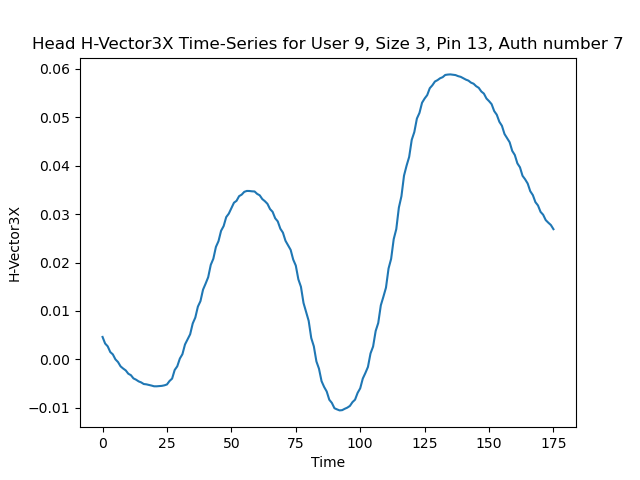 Head H-Vector3X Time-Series for User 9, Size 3, Pin 13, Auth number 7
0.06
0.05
0.04
0.03
0.02
0.01
0.00
−0.01
H-Vector3X
0 25 50 75 100 125 150 175
Time